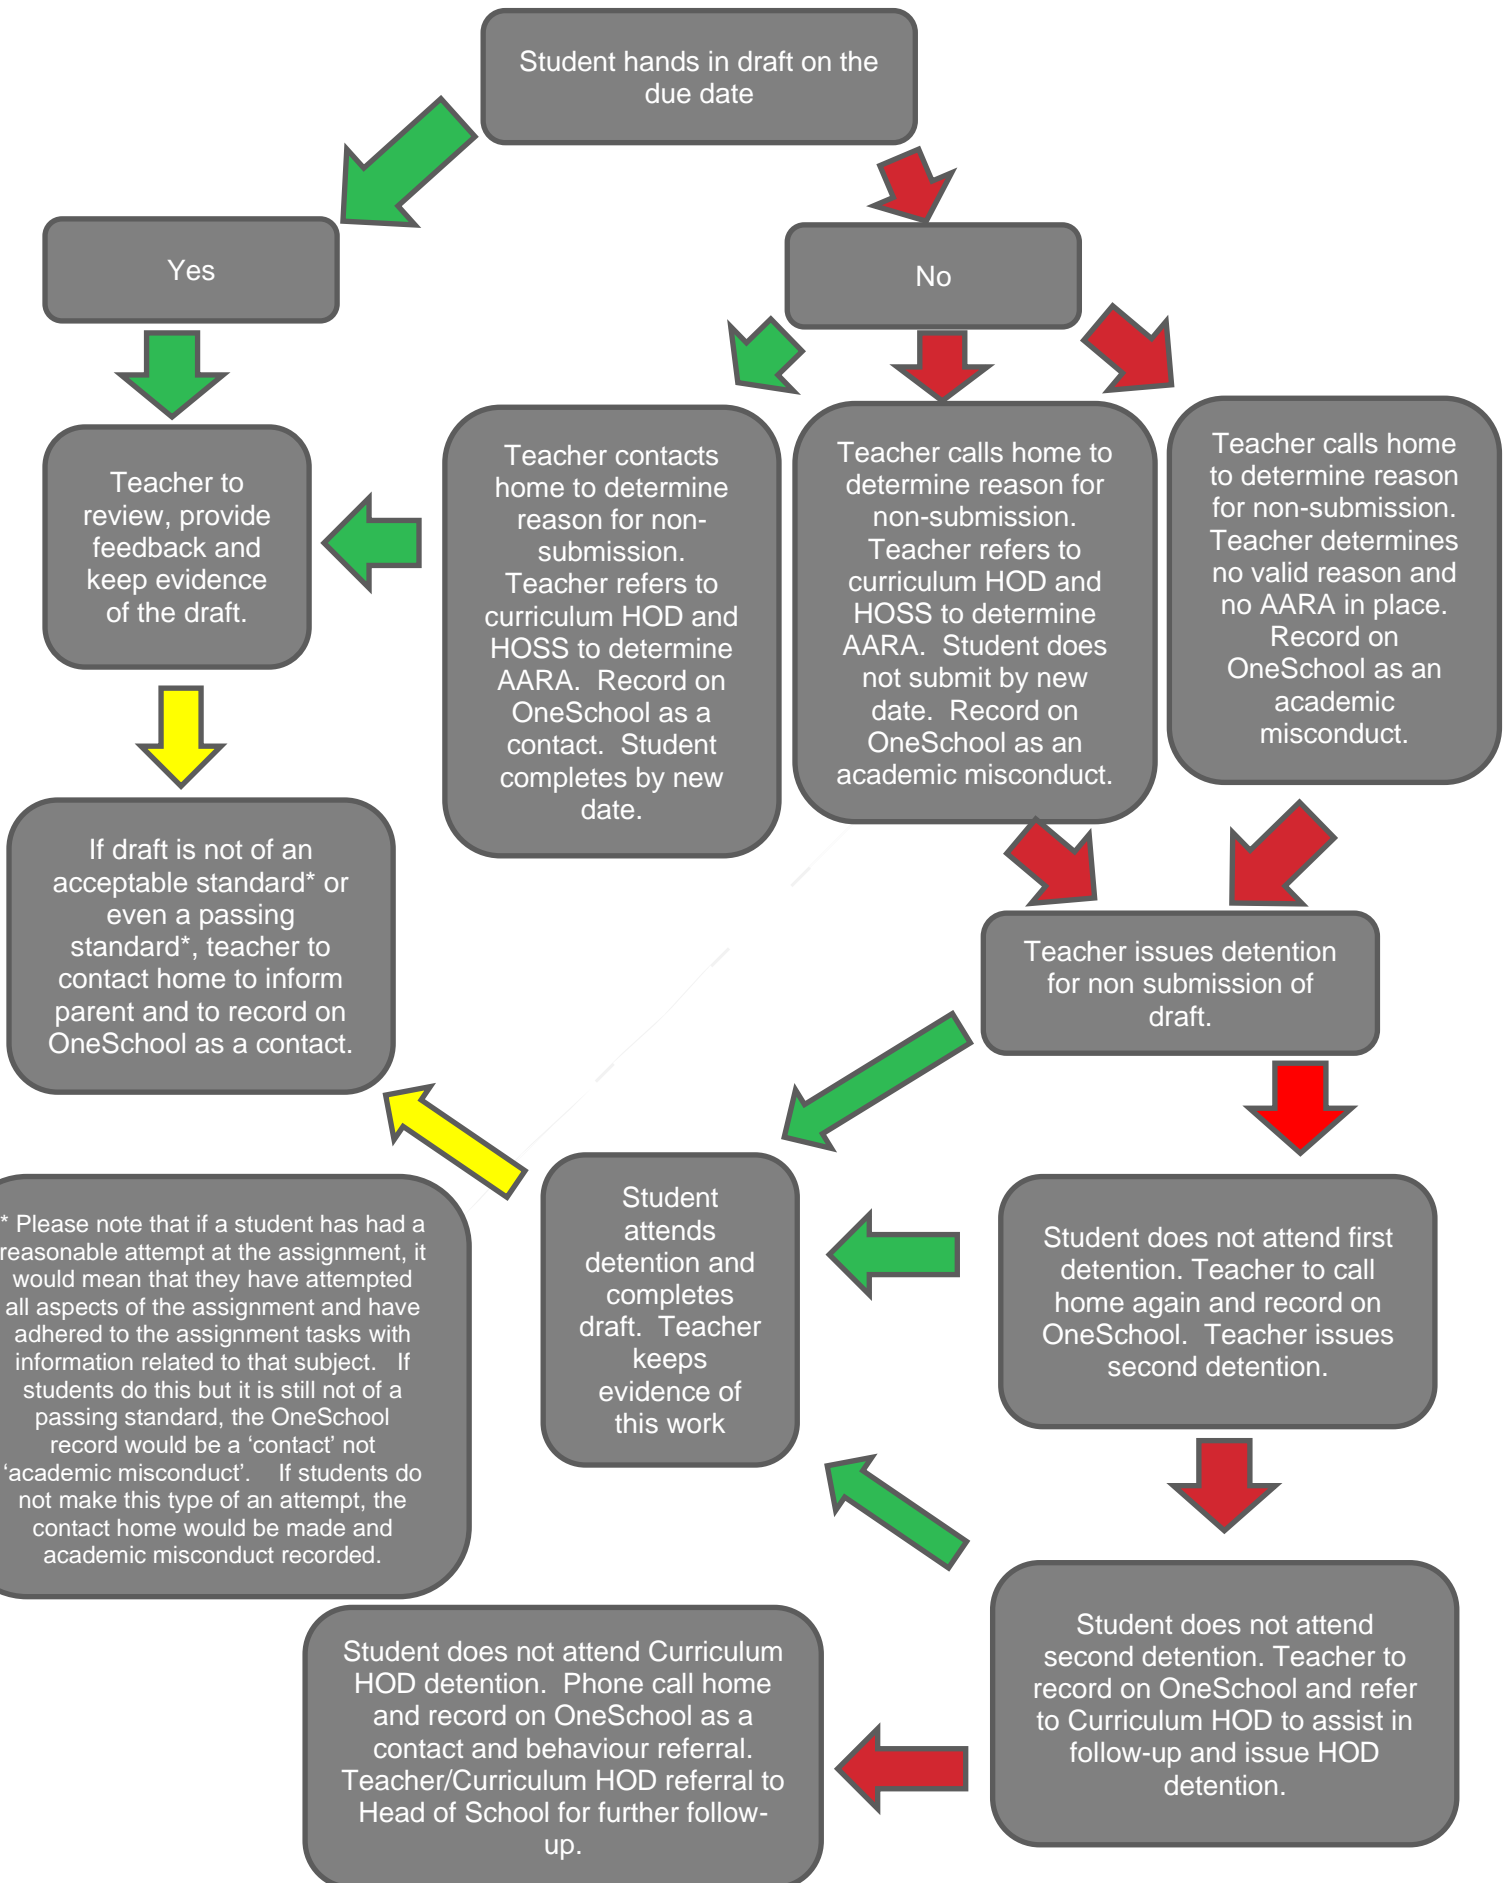 Student hands in draft on the
due date
Yes
No
Teacher to
review, provide
feedback and
keep evidence
of the draft.
Teacher contacts
home to determine
reason for non-
submission.
Teacher refers to
curriculum HOD and
HOSS to determine
AARA.  Record on
OneSchool as a
contact.  Student
completes by new
date.
Teacher calls home to
determine reason for
non-submission.
Teacher refers to
curriculum HOD and
HOSS to determine
AARA.  Student does
not submit by new
date.  Record on
OneSchool as an
academic misconduct.
Teacher calls home
to determine reason
for non-submission.
Teacher determines
no valid reason and
no AARA in place.
Record on
OneSchool as an
academic
misconduct.
If draft is not of an
acceptable standard* or
even a passing
standard*, teacher to
contact home to inform
parent and to record on
OneSchool as a contact.
Teacher issues detention
for non submission of
draft.
* Please note that if a student has had a
reasonable attempt at the assignment, it
would mean that they have attempted
all aspects of the assignment and have
adhered to the assignment tasks with
information related to that subject.   If
students do this but it is still not of a
passing standard, the OneSchool
record would be a ‘contact’ not
‘academic misconduct’.    If students do
not make this type of an attempt, the
contact home would be made and
academic misconduct recorded.
Student
attends
detention and
completes
draft.  Teacher
keeps
evidence of
this work
Student does not attend first
detention. Teacher to call
home again and record on
OneSchool.  Teacher issues
second detention.
Student does not attend
second detention. Teacher to
record on OneSchool and refer
to Curriculum HOD to assist in
follow-up and issue HOD
detention.
Student does not attend Curriculum
HOD detention.  Phone call home
and record on OneSchool as a
contact and behaviour referral.
Teacher/Curriculum HOD referral to
Head of School for further follow-
up.